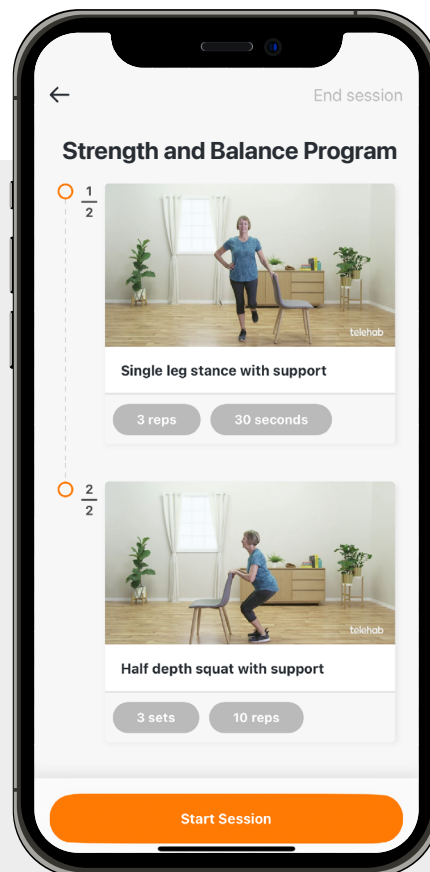 End session
Strength and Balance Program
1
2
telehab
Single leg stance with support
3 reps
30 seconds
2
2
telehab
Half depth squat with support
3 sets
10 reps
Start Session